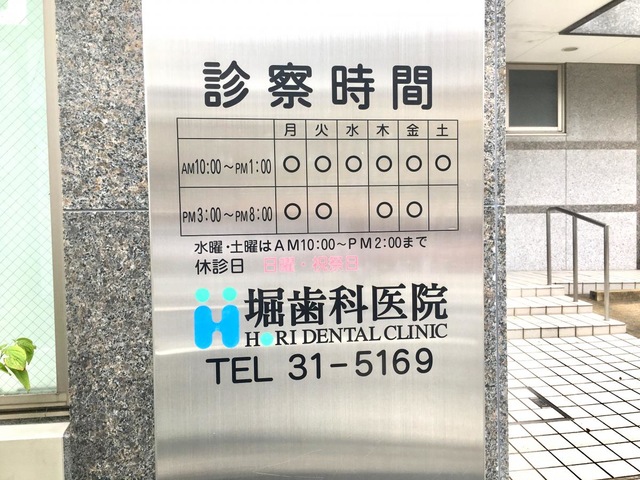 診察時間
月 火 水 木 金 土
AM10:00～PM1:00 ○ ○ ○ ○ ○ ○
PM3:00～PM8:00 ○ ○ ○ ○
水曜・土曜はAM10:00～PM2:00まで
休診日 日曜・祝祭日
堀歯科医院
HORI DENTAL CLINIC
TEL 31-5169